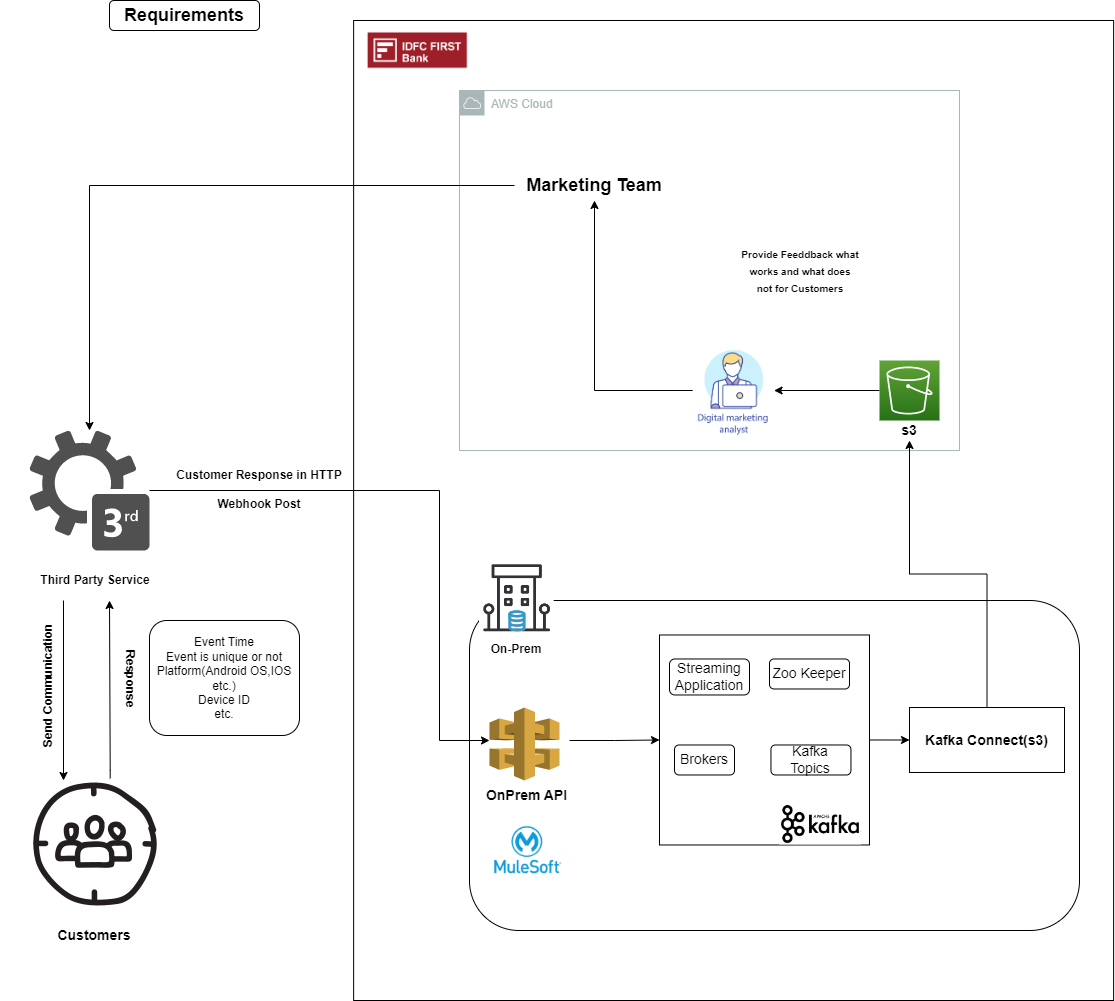 Requirements
IDFC FIRST
Bank
AWS Cloud
Marketing Team
Provide Feeddback what
works and what does
not for Customers
Digital marketing
analyst
s3
3rd
Customer Response in HTTP
Webhook Post
Third Party Service
Send Communication
Response
Event Time
Event is unique or not
Platform(Android OS,IOS
etc.)
Device ID
etc.
Customers
On-Prem
OnPrem API
MuleSoft
Streaming
Application
Zoo Keeper
Brokers
Kafka
Topics
APACHE
kafka
Kafka Connect(s3)